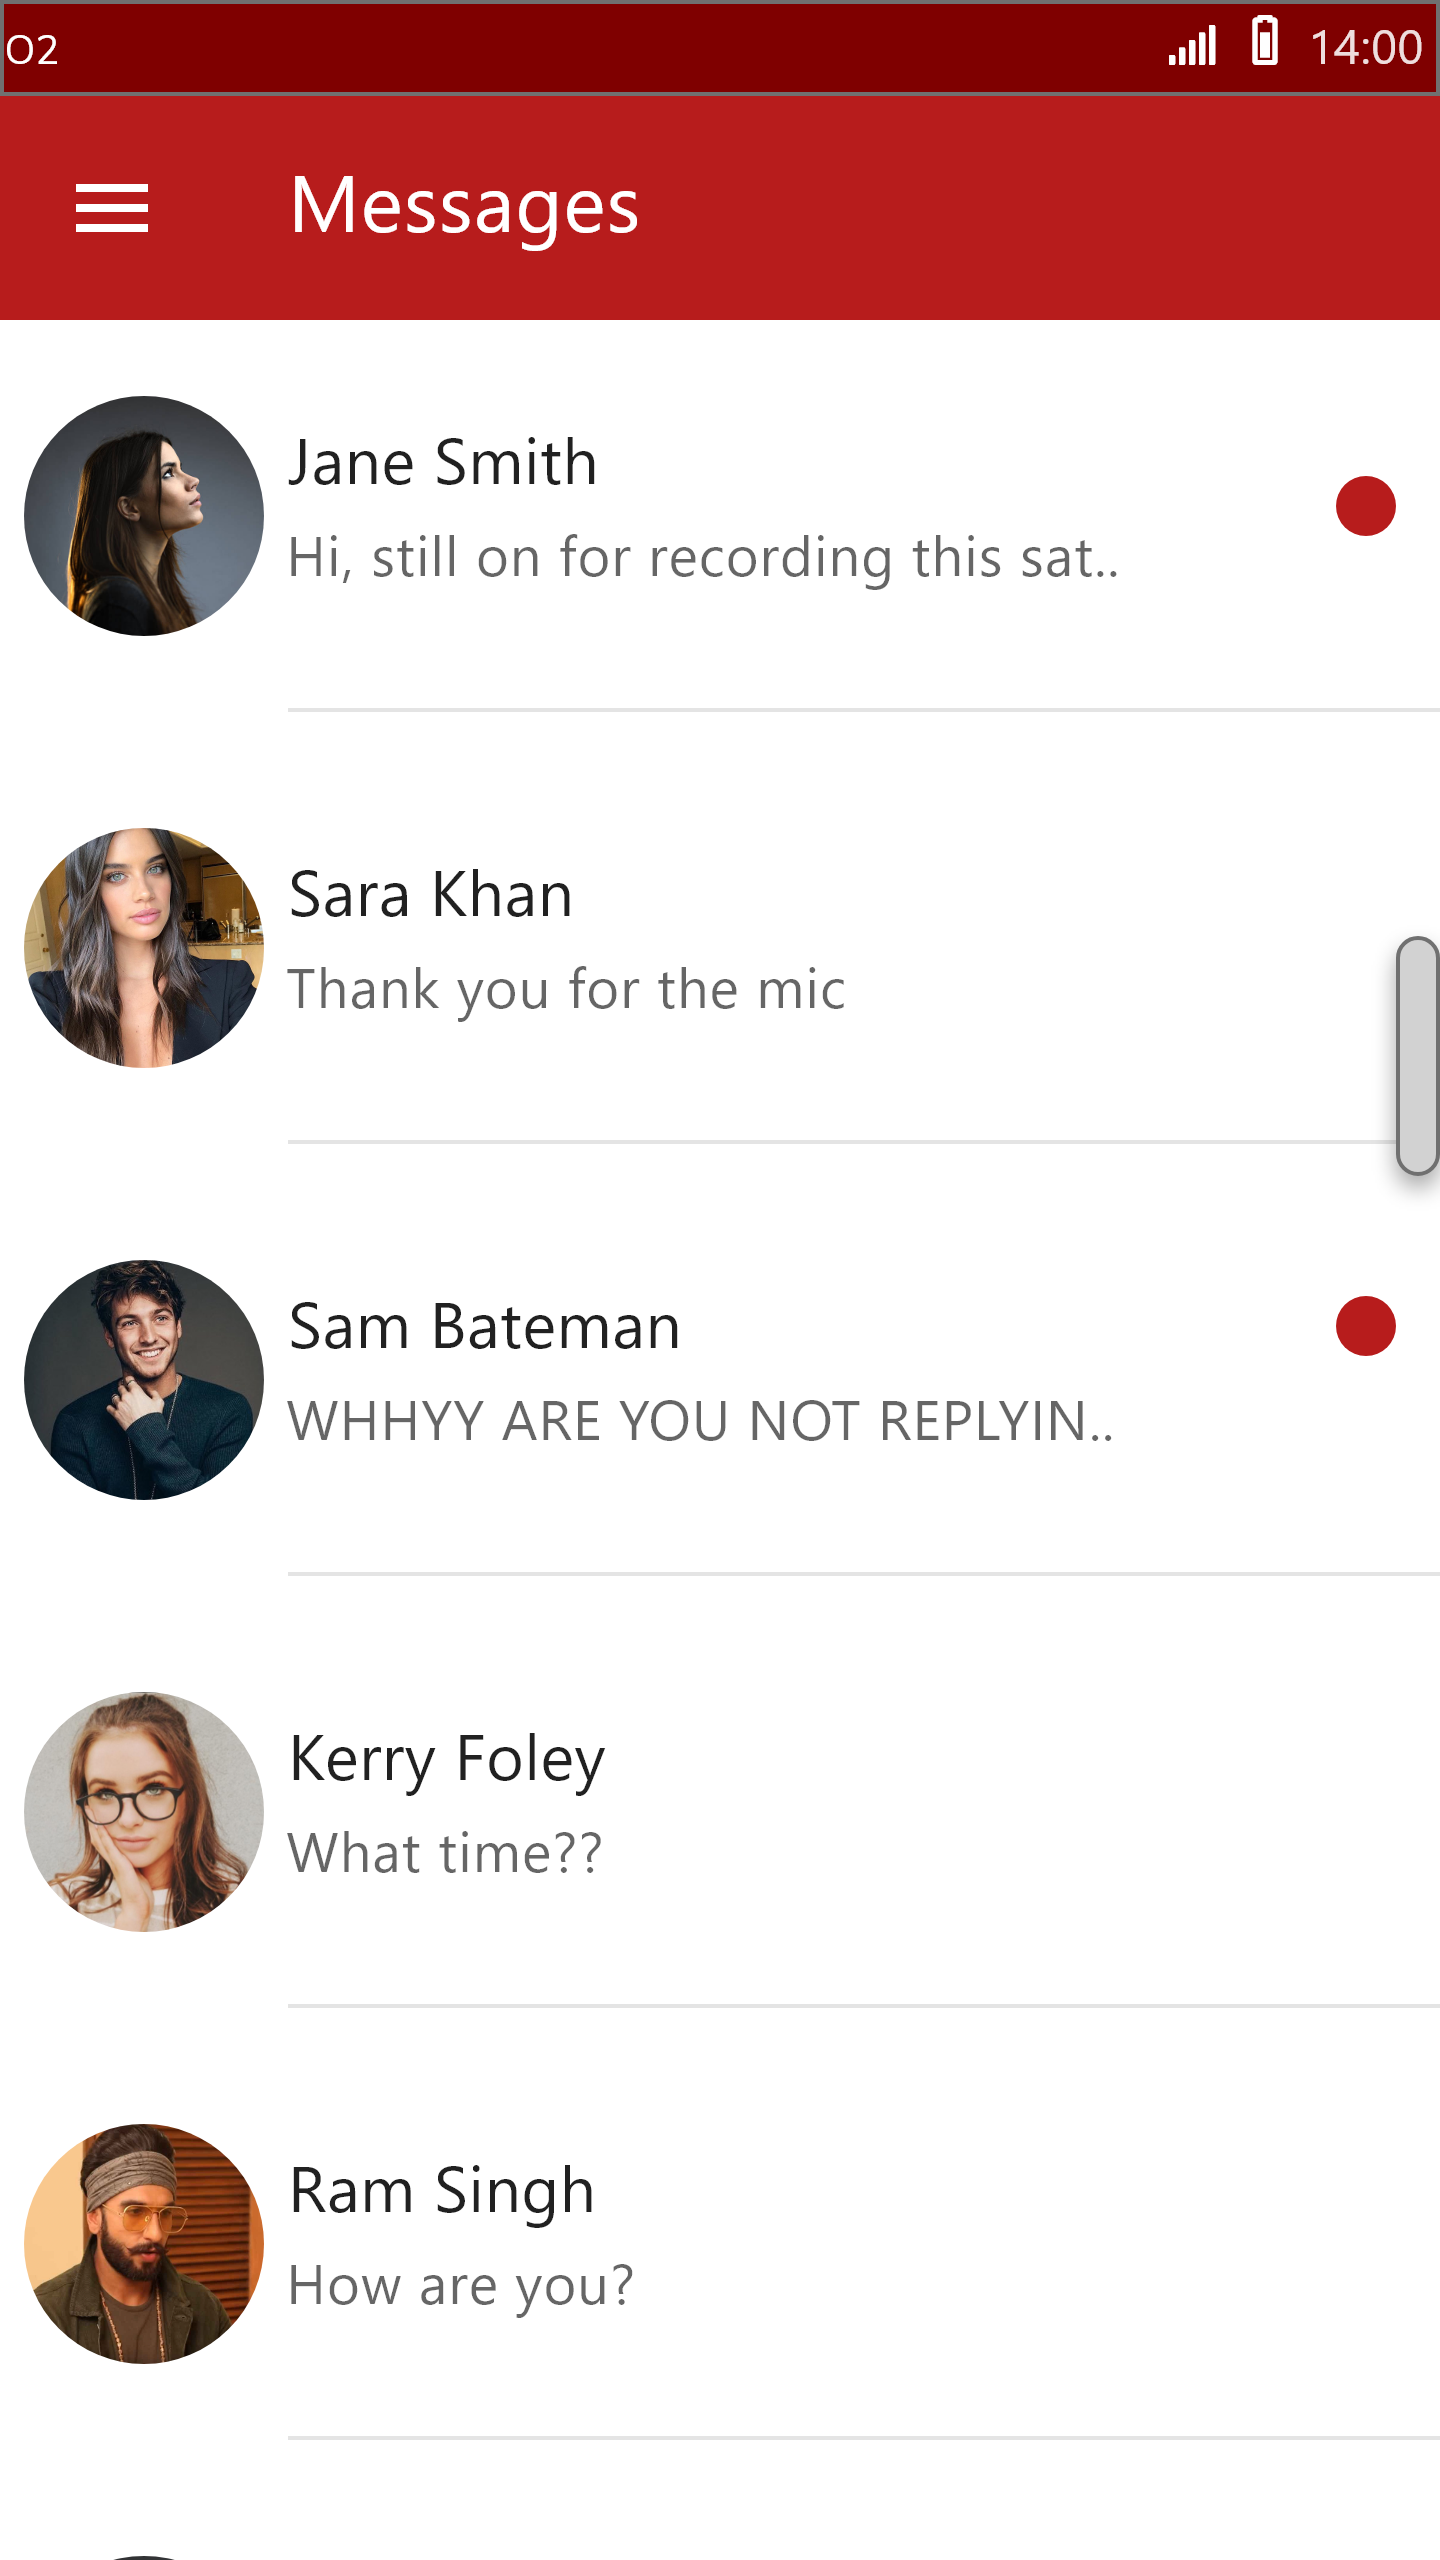 O2 14:00
Messages
Jane Smith
Hi, still on for recording this sat..
Sara Khan
Thank you for the mic
Sam Bateman
WHHYY ARE YOU NOT REPLYIN..
Kerry Foley
What time??
Ram Singh
How are you?